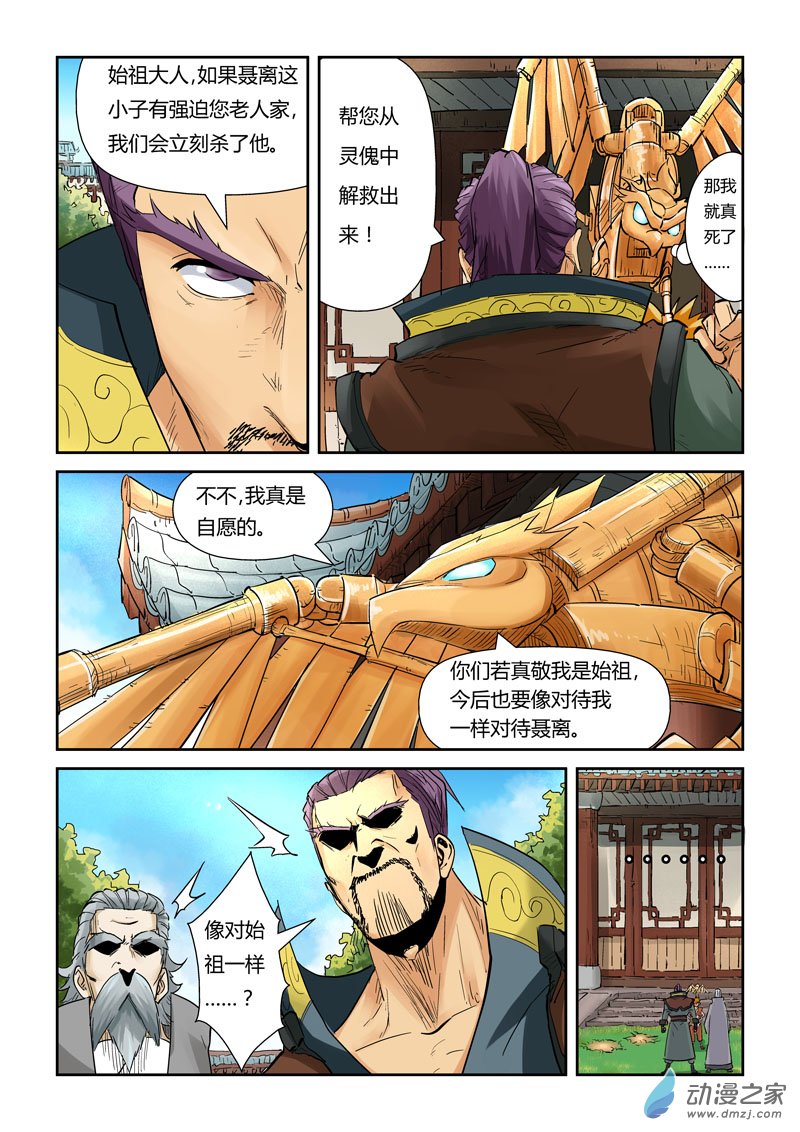 始祖大人，如果聂离这
小子有强迫您老人家，
我们会立刻杀了他。
帮您从
灵傀中
解救出
来！
那我
就真
死了
……
不不，我真是
自愿的。
你们若真敬我是始祖，
今后也要像对待我
一样对待聂离。
像对始
祖一样
……？
······
动漫之家
www.dmzj.com